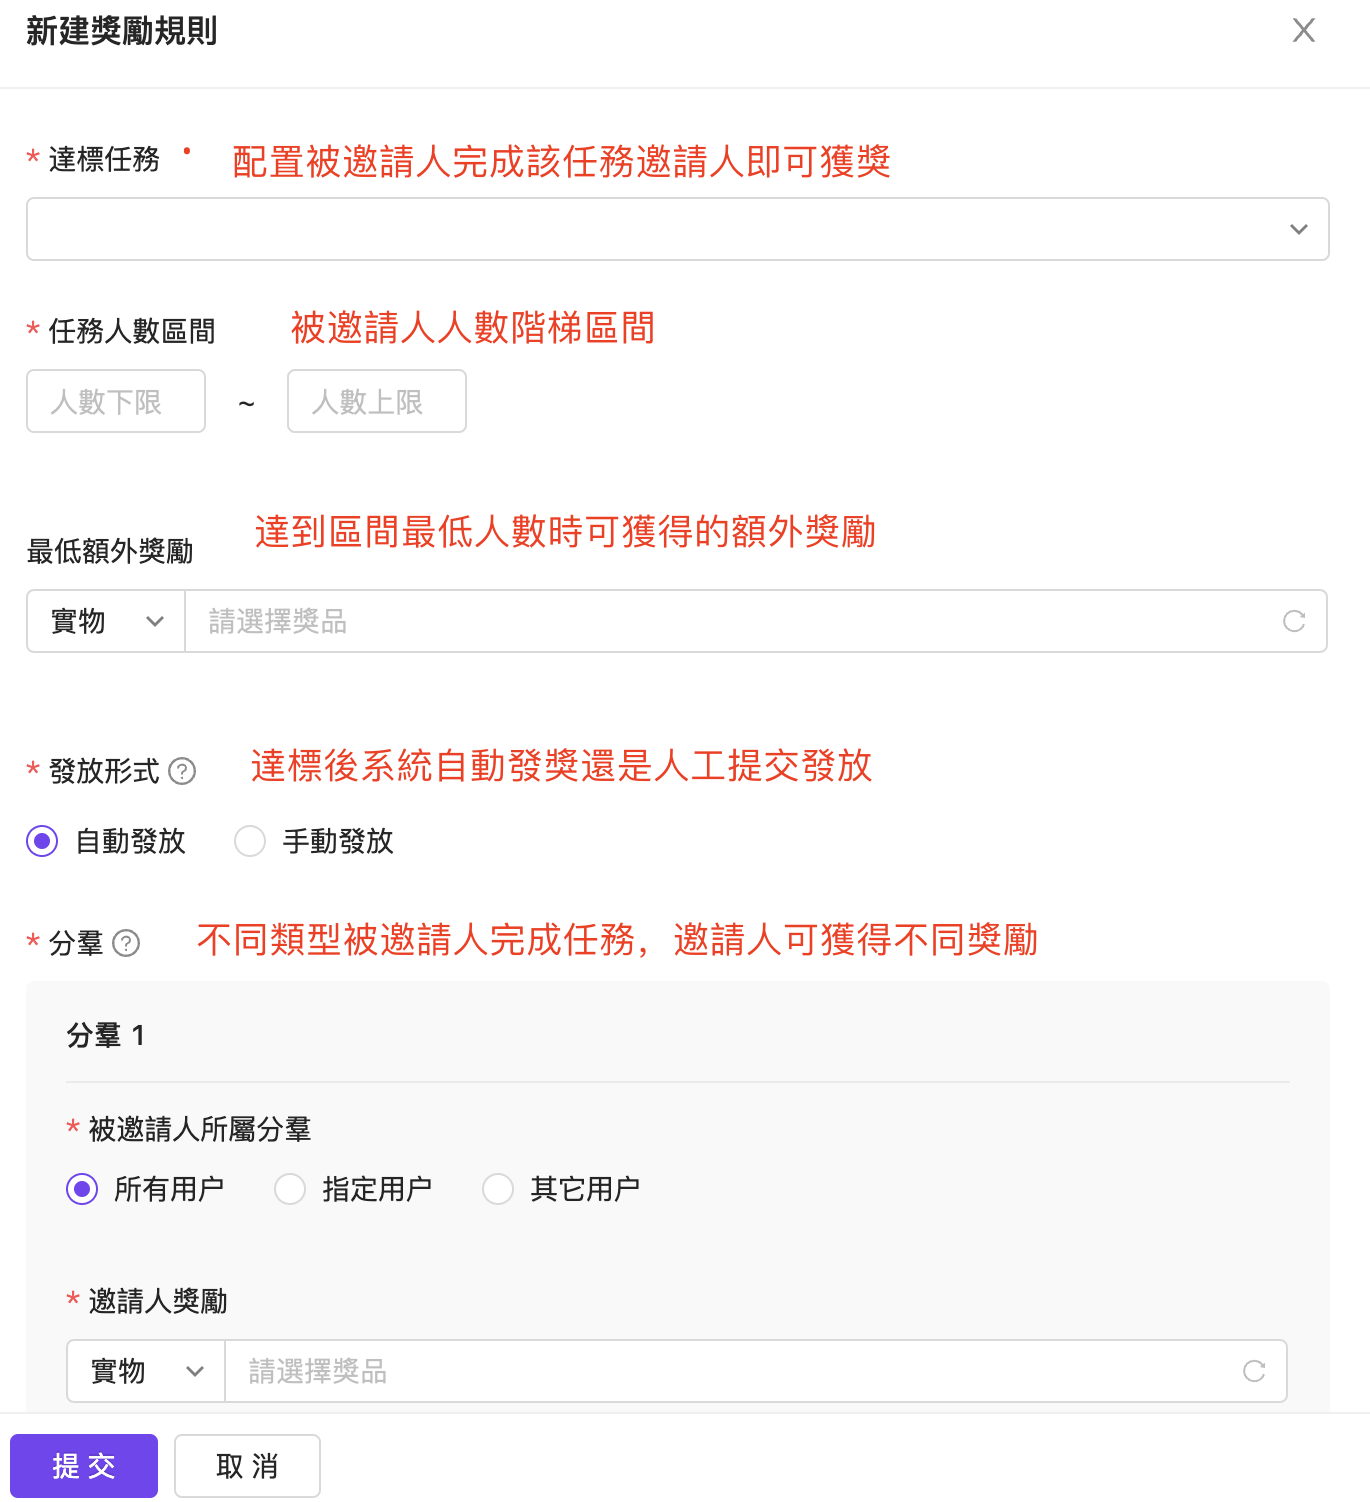 新建獎勵規則
* 達標任務 配置被邀請人完成該任務邀請人即可獲獎
* 任務人數區間 被邀請人人數階梯區間
人數下限 ~ 人數上限
最低額外獎勵 達到區間最低人數時可獲得的額外獎勵
實物 請選擇獎品
* 發放形式 ? 達標後系統自動發獎還是人工提交發放
自動發放 手動發放
* 分羣 ? 不同類型被邀請人完成任務，邀請人可獲得不同獎勵
分羣 1
* 被邀請人所屬分羣
所有用户 指定用户 其它用户
* 邀請人獎勵
實物 請選擇獎品
提交 取消